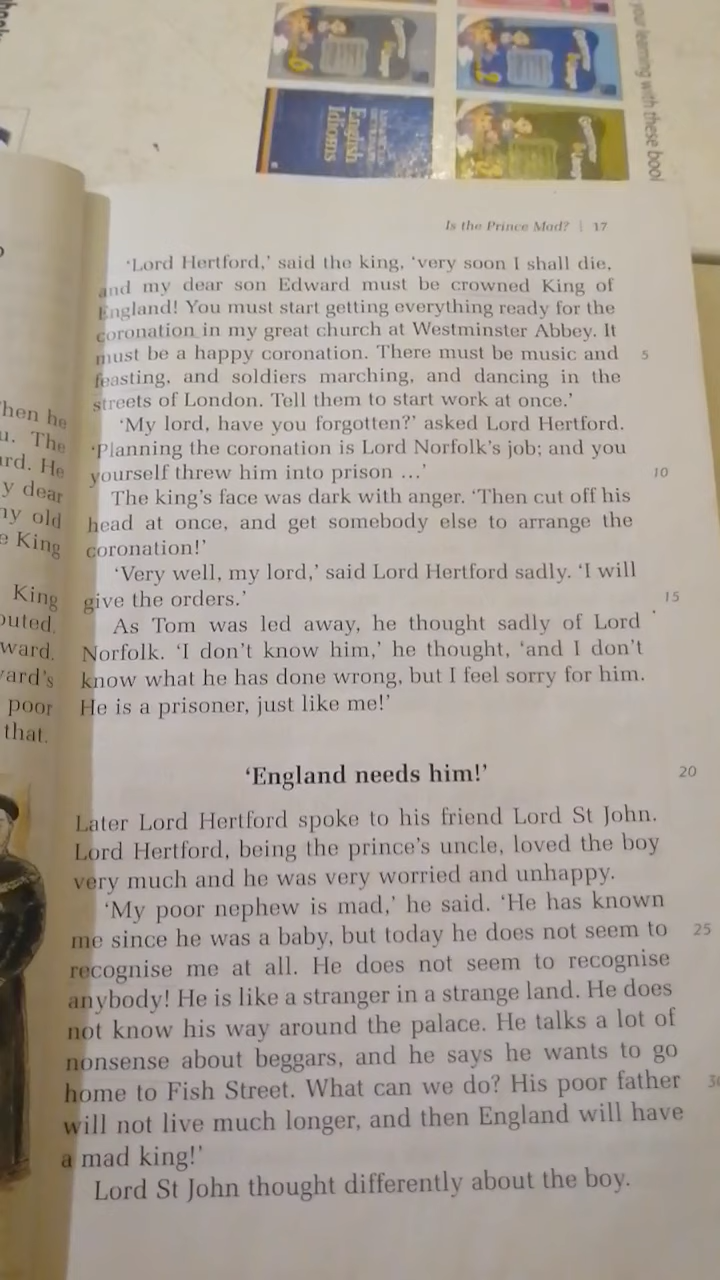 your learning with these book
English
Idioms
Is the Prince Mad? | 17
'Lord Hertford,' said the king, 'very soon I shall die,
and my dear son Edward must be crowned King of
England! You must start getting everything ready for the
coronation in my great church at Westminster Abbey. It
must be a happy coronation. There must be music and 5
feasting, and soldiers marching, and dancing in the
streets of London. Tell them to start work at once.'
'My lord, have you forgotten?' asked Lord Hertford.
'Planning the coronation is Lord Norfolk's job; and you
yourself threw him into prison ...' 10
The king's face was dark with anger. 'Then cut off his
head at once, and get somebody else to arrange the
coronation!'
'Very well, my lord,' said Lord Hertford sadly. 'I will
give the orders.' 15
As Tom was led away, he thought sadly of Lord
Norfolk. 'I don't know him,' he thought, 'and I don't
know what he has done wrong, but I feel sorry for him.
He is a prisoner, just like me!'
'England needs him!' 20
Later Lord Hertford spoke to his friend Lord St John.
Lord Hertford, being the prince's uncle, loved the boy
very much and he was very worried and unhappy.
'My poor nephew is mad,' he said. 'He has known
me since he was a baby, but today he does not seem to 25
recognise me at all. He does not seem to recognise
anybody! He is like a stranger in a strange land. He does
not know his way around the palace. He talks a lot of
nonsense about beggars, and he says he wants to go
home to Fish Street. What can we do? His poor father
will not live much longer, and then England will have
a mad king!'
Lord St John thought differently about the boy.
hen he
u. The
ard. He
y dear
ny old
e King
King
outed.
ward.
ard's
poor
that.